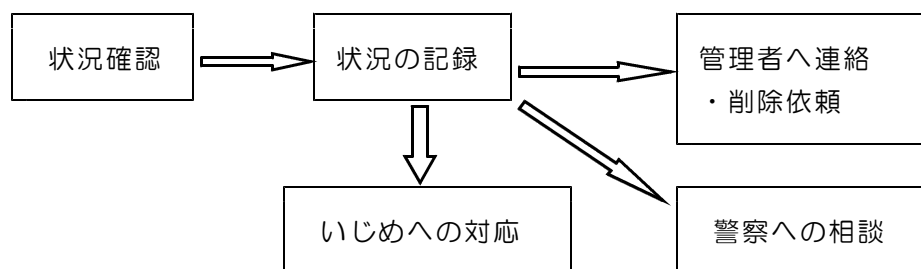 状況確認
状況の記録
管理者へ連絡
・削除依頼
いじめへの対応
警察への相談